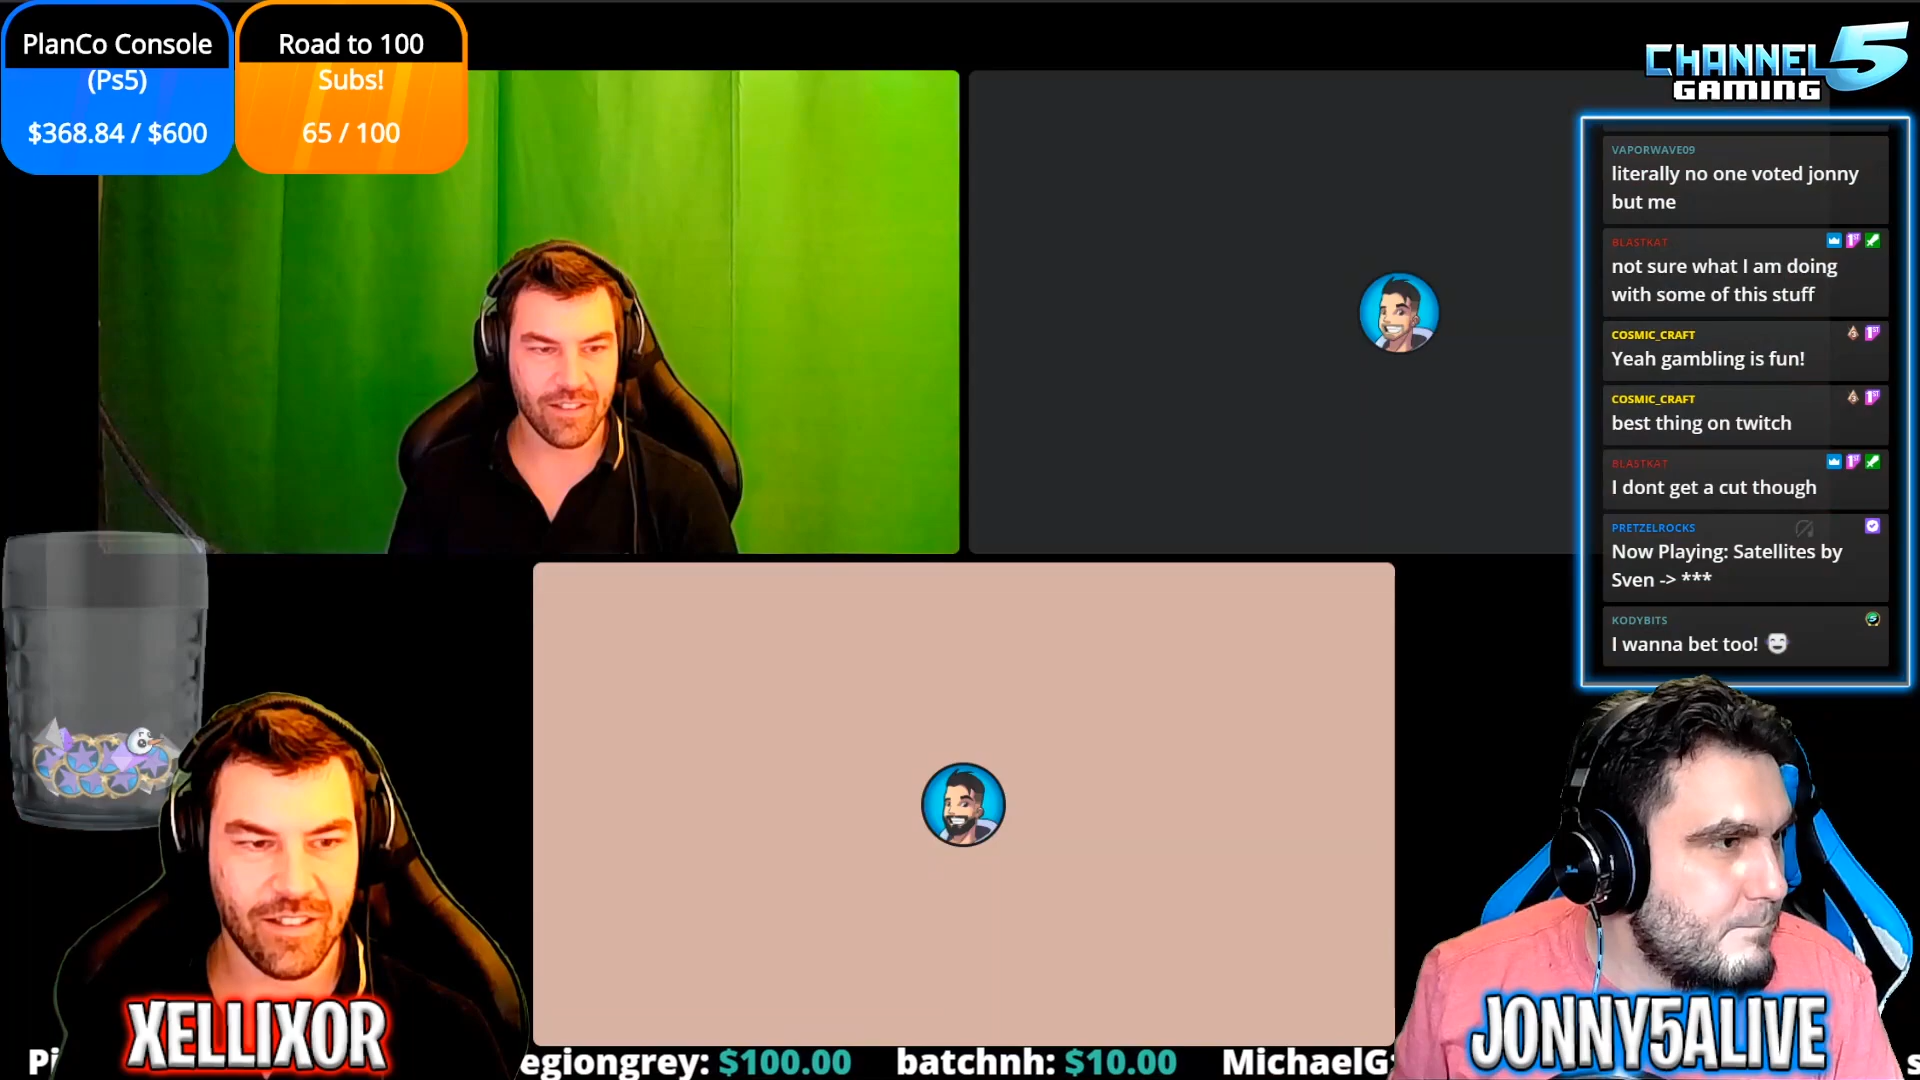 PlanCo Console
(Ps5)
$368.84 / $600
Road to 100
Subs!
65 / 100
CHANNEL 5
GAMING
VAPORWAVE09
literally no one voted jonny
but me
BLASTKAT
not sure what I am doing
with some of this stuff
COSMIC_CRAFT
Yeah gambling is fun!
COSMIC_CRAFT
best thing on twitch
BLASTKAT
I dont get a cut though
PRETZELROCKS
Now Playing: Satellites by
Sven -> ***
KODYBITS
I wanna bet too!
XELLIXOR
JONNY5ALIVE
egiongrey: $100.00 batchnh: $10.00 MichaelG